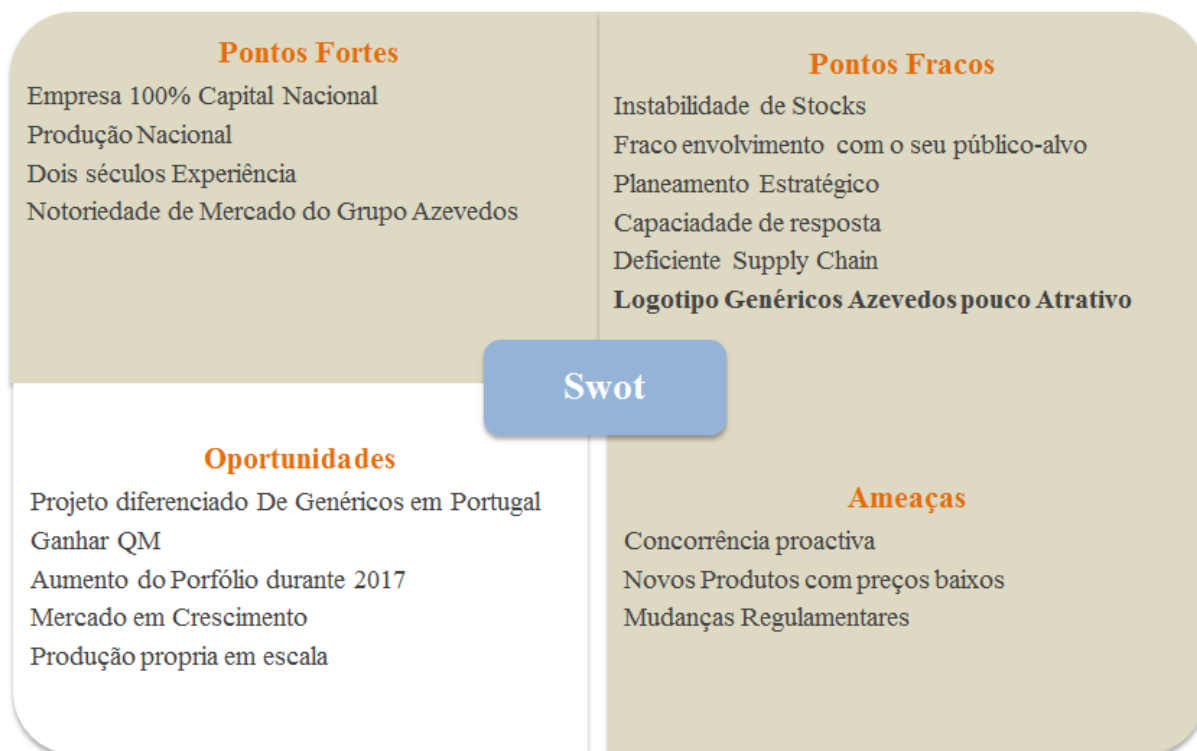 Pontos Fortes
Empresa 100% Capital Nacional
Produção Nacional
Dois séculos Experiência
Notoriedade de Mercado do Grupo Azevedos
Pontos Fracos
Instabilidade de Stocks
Fraco envolvimento com o seu público-alvo
Planeamento Estratégico
Capaciadade de resposta
Deficiente Supply Chain
Logotipo Genéricos Azevedos pouco Atrativo
Swot
Oportunidades
Projeto diferenciado De Genéricos em Portugal
Ganhar QM
Aumento do Porfólio durante 2017
Mercado em Crescimento
Produção propria em escala
Ameaças
Concorrência proactiva
Novos Produtos com preços baixos
Mudanças Regulamentares